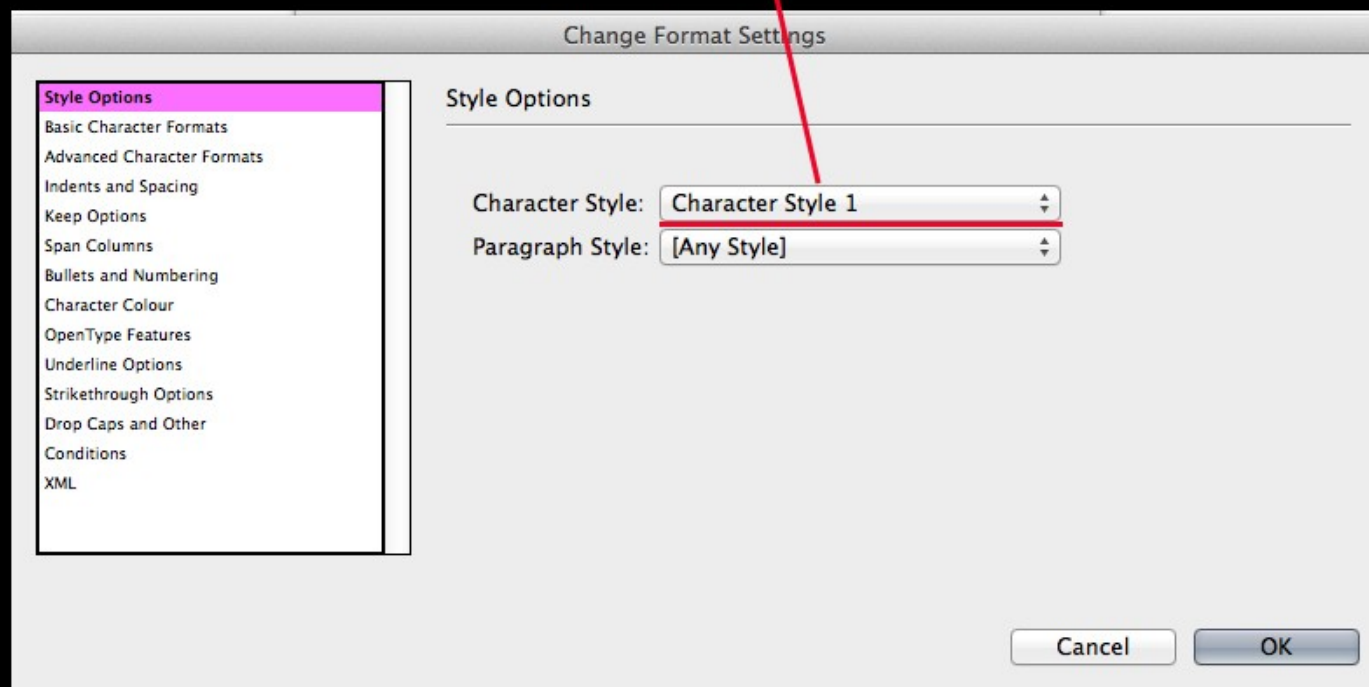 Change Format Settings
Style Options
Basic Character Formats
Advanced Character Formats
Indents and Spacing
Keep Options
Span Columns
Bullets and Numbering
Character Colour
OpenType Features
Underline Options
Strikethrough Options
Drop Caps and Other
Conditions
XML
Style Options
Character Style: Character Style 1
Paragraph Style: [Any Style]
Cancel OK